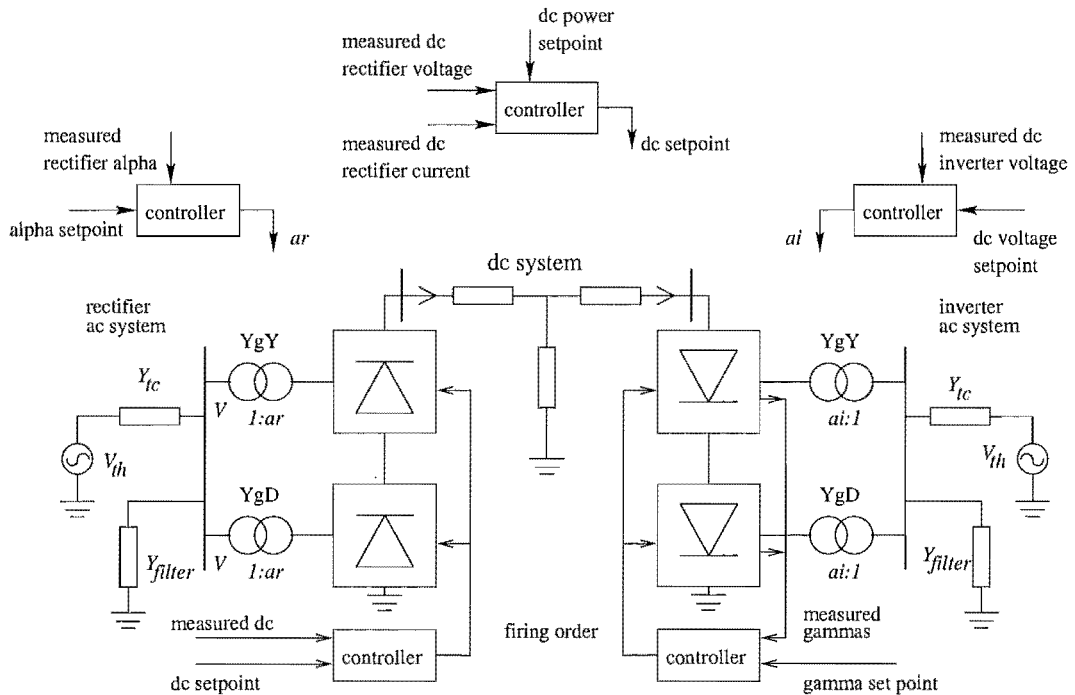 dc power
setpoint
measured dc
rectifier voltage
controller
measured dc
rectifier current
dc setpoint
measured
rectifier alpha
controller
alpha setpoint
ar
measured dc
inverter voltage
controller
ai
dc voltage
setpoint
dc system
rectifier
ac system
inverter
ac system
YgY
YgY
Ytc
Ytc
V
1:ar
ai:1
Vth
Vth
YgD
YgD
Yfilter
V
1:ar
ai:1
Yfilter
measured dc
controller
dc setpoint
firing order
measured
gammas
controller
gamma set point